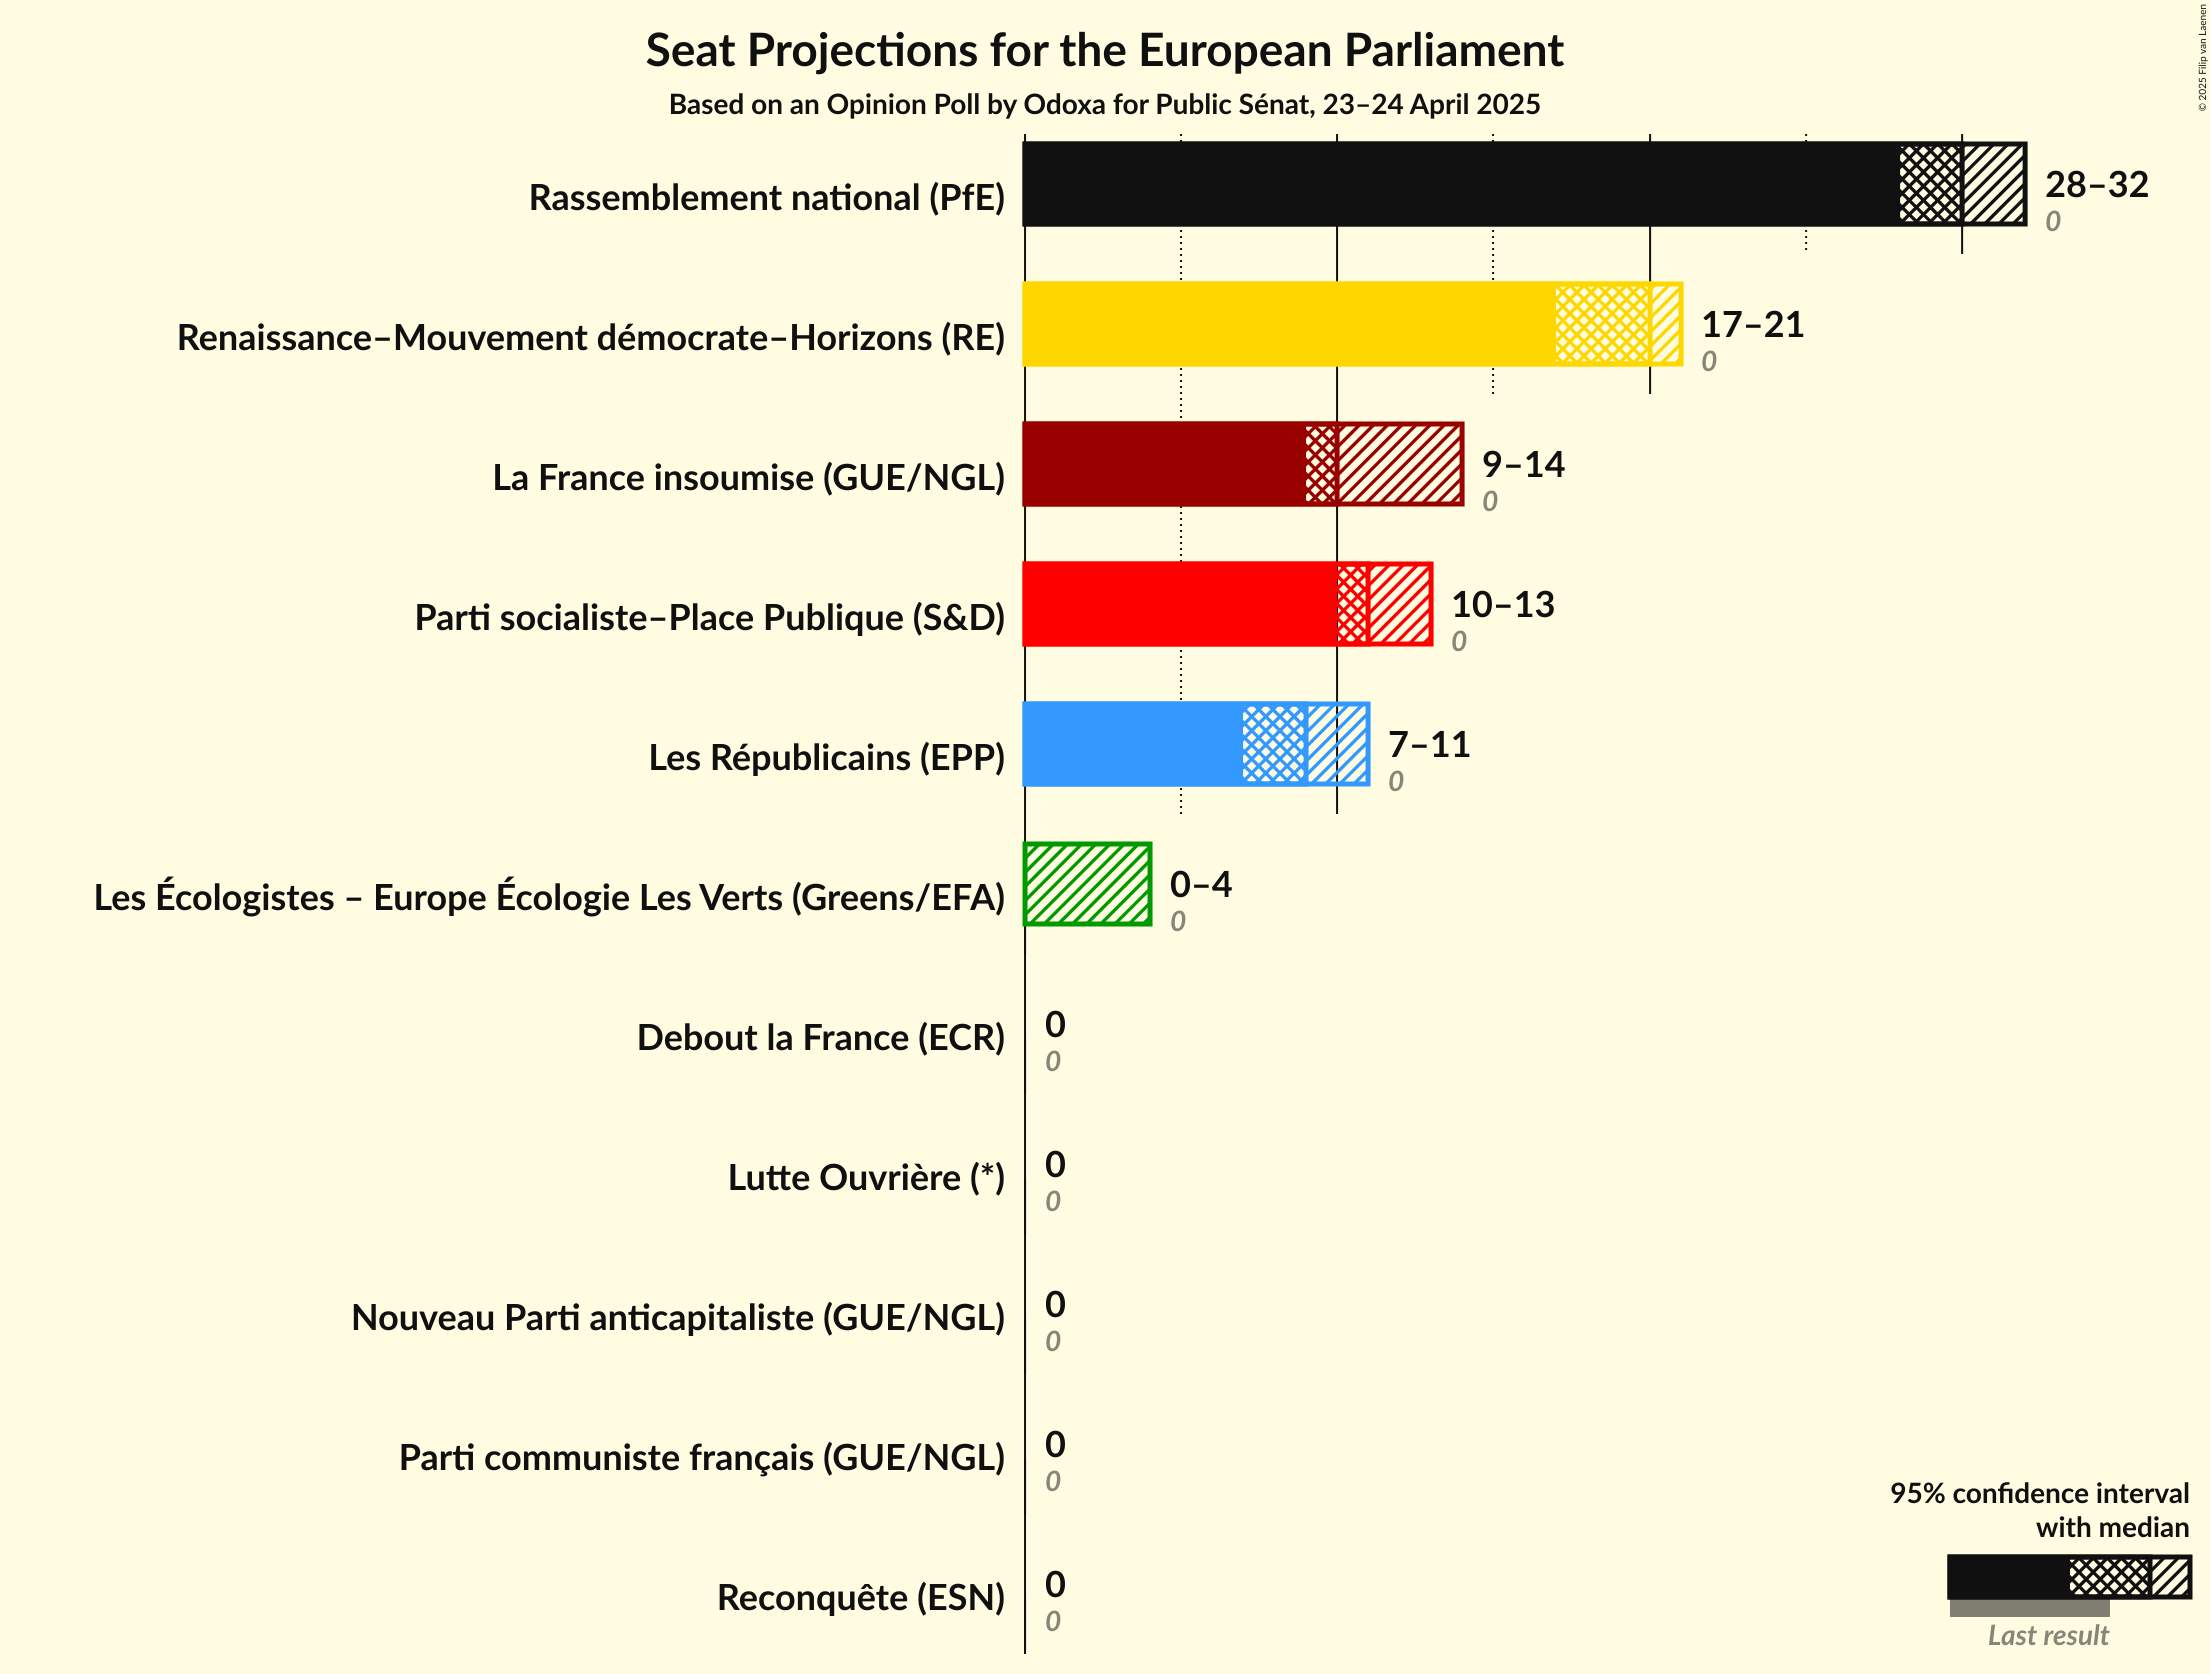 Seat Projections for the European Parliament
Based on an Opinion Poll by Odoxa for Public Sénat, 23–24 April 2025
© 2025 Filip van Laenen
Rassemblement national (PfE)
28–32
0
Renaissance–Mouvement démocrate–Horizons (RE)
17–21
0
La France insoumise (GUE/NGL)
9–14
0
Parti socialiste–Place Publique (S&D)
10–13
0
Les Républicains (EPP)
7–11
0
Les Écologistes – Europe Écologie Les Verts (Greens/EFA)
0–4
0
Debout la France (ECR)
0
0
Lutte Ouvrière (*)
0
0
Nouveau Parti anticapitaliste (GUE/NGL)
0
0
Parti communiste français (GUE/NGL)
0
0
Reconquête (ESN)
0
0
95% confidence interval
with median
Last result